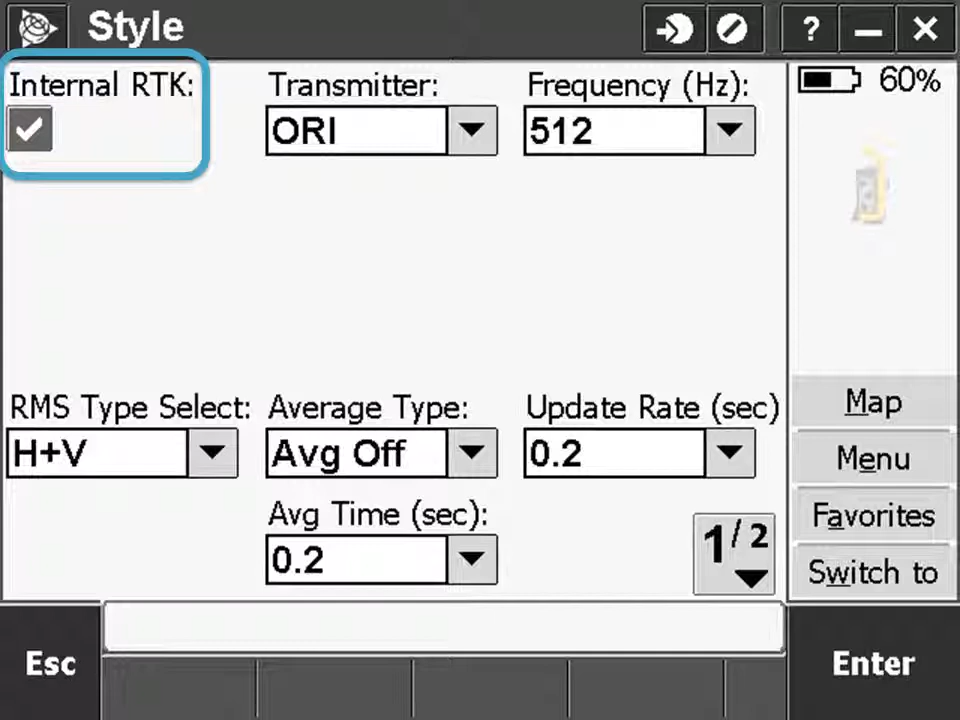 Style
?
60%
Internal RTK:
Transmitter:
Frequency (Hz):
ORI
512
RMS Type Select:
Average Type:
Update Rate (sec)
H+V
Avg Off
0.2
Avg Time (sec):
0.2
1/2
Map
Menu
Favorites
Switch to
Esc
Enter